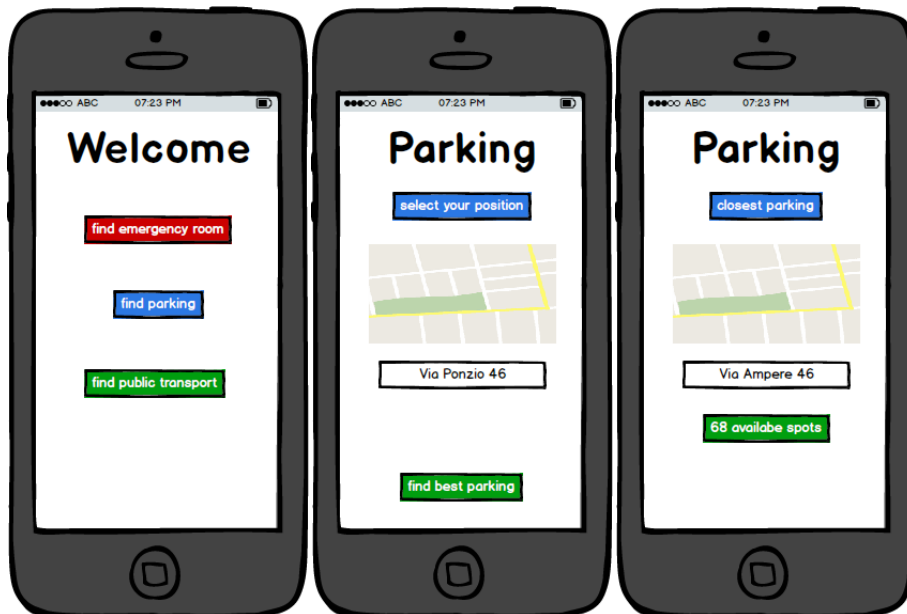 ABC 07:23 PM
Welcome
find emergency room
find parking
find public transport
ABC 07:23 PM
Parking
select your position
Via Ponzio 46
find best parking
ABC 07:23 PM
Parking
closest parking
Via Ampere 46
68 availabe spots